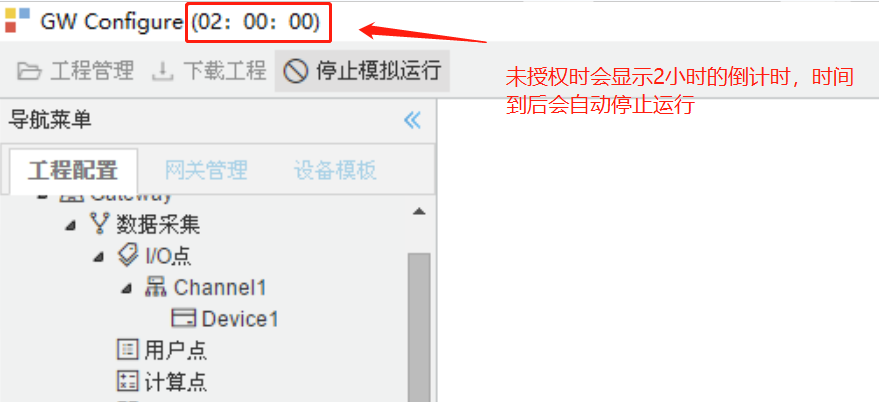 GW Configure (02：00：00)
工程管理 下载工程 停止模拟运行
未授权时会显示2小时的倒计时，时间
到后会自动停止运行
导航菜单
工程配置 网关管理 设备模板
Gateway
数据采集
I/O点
Channel1
Device1
用户点
计算点